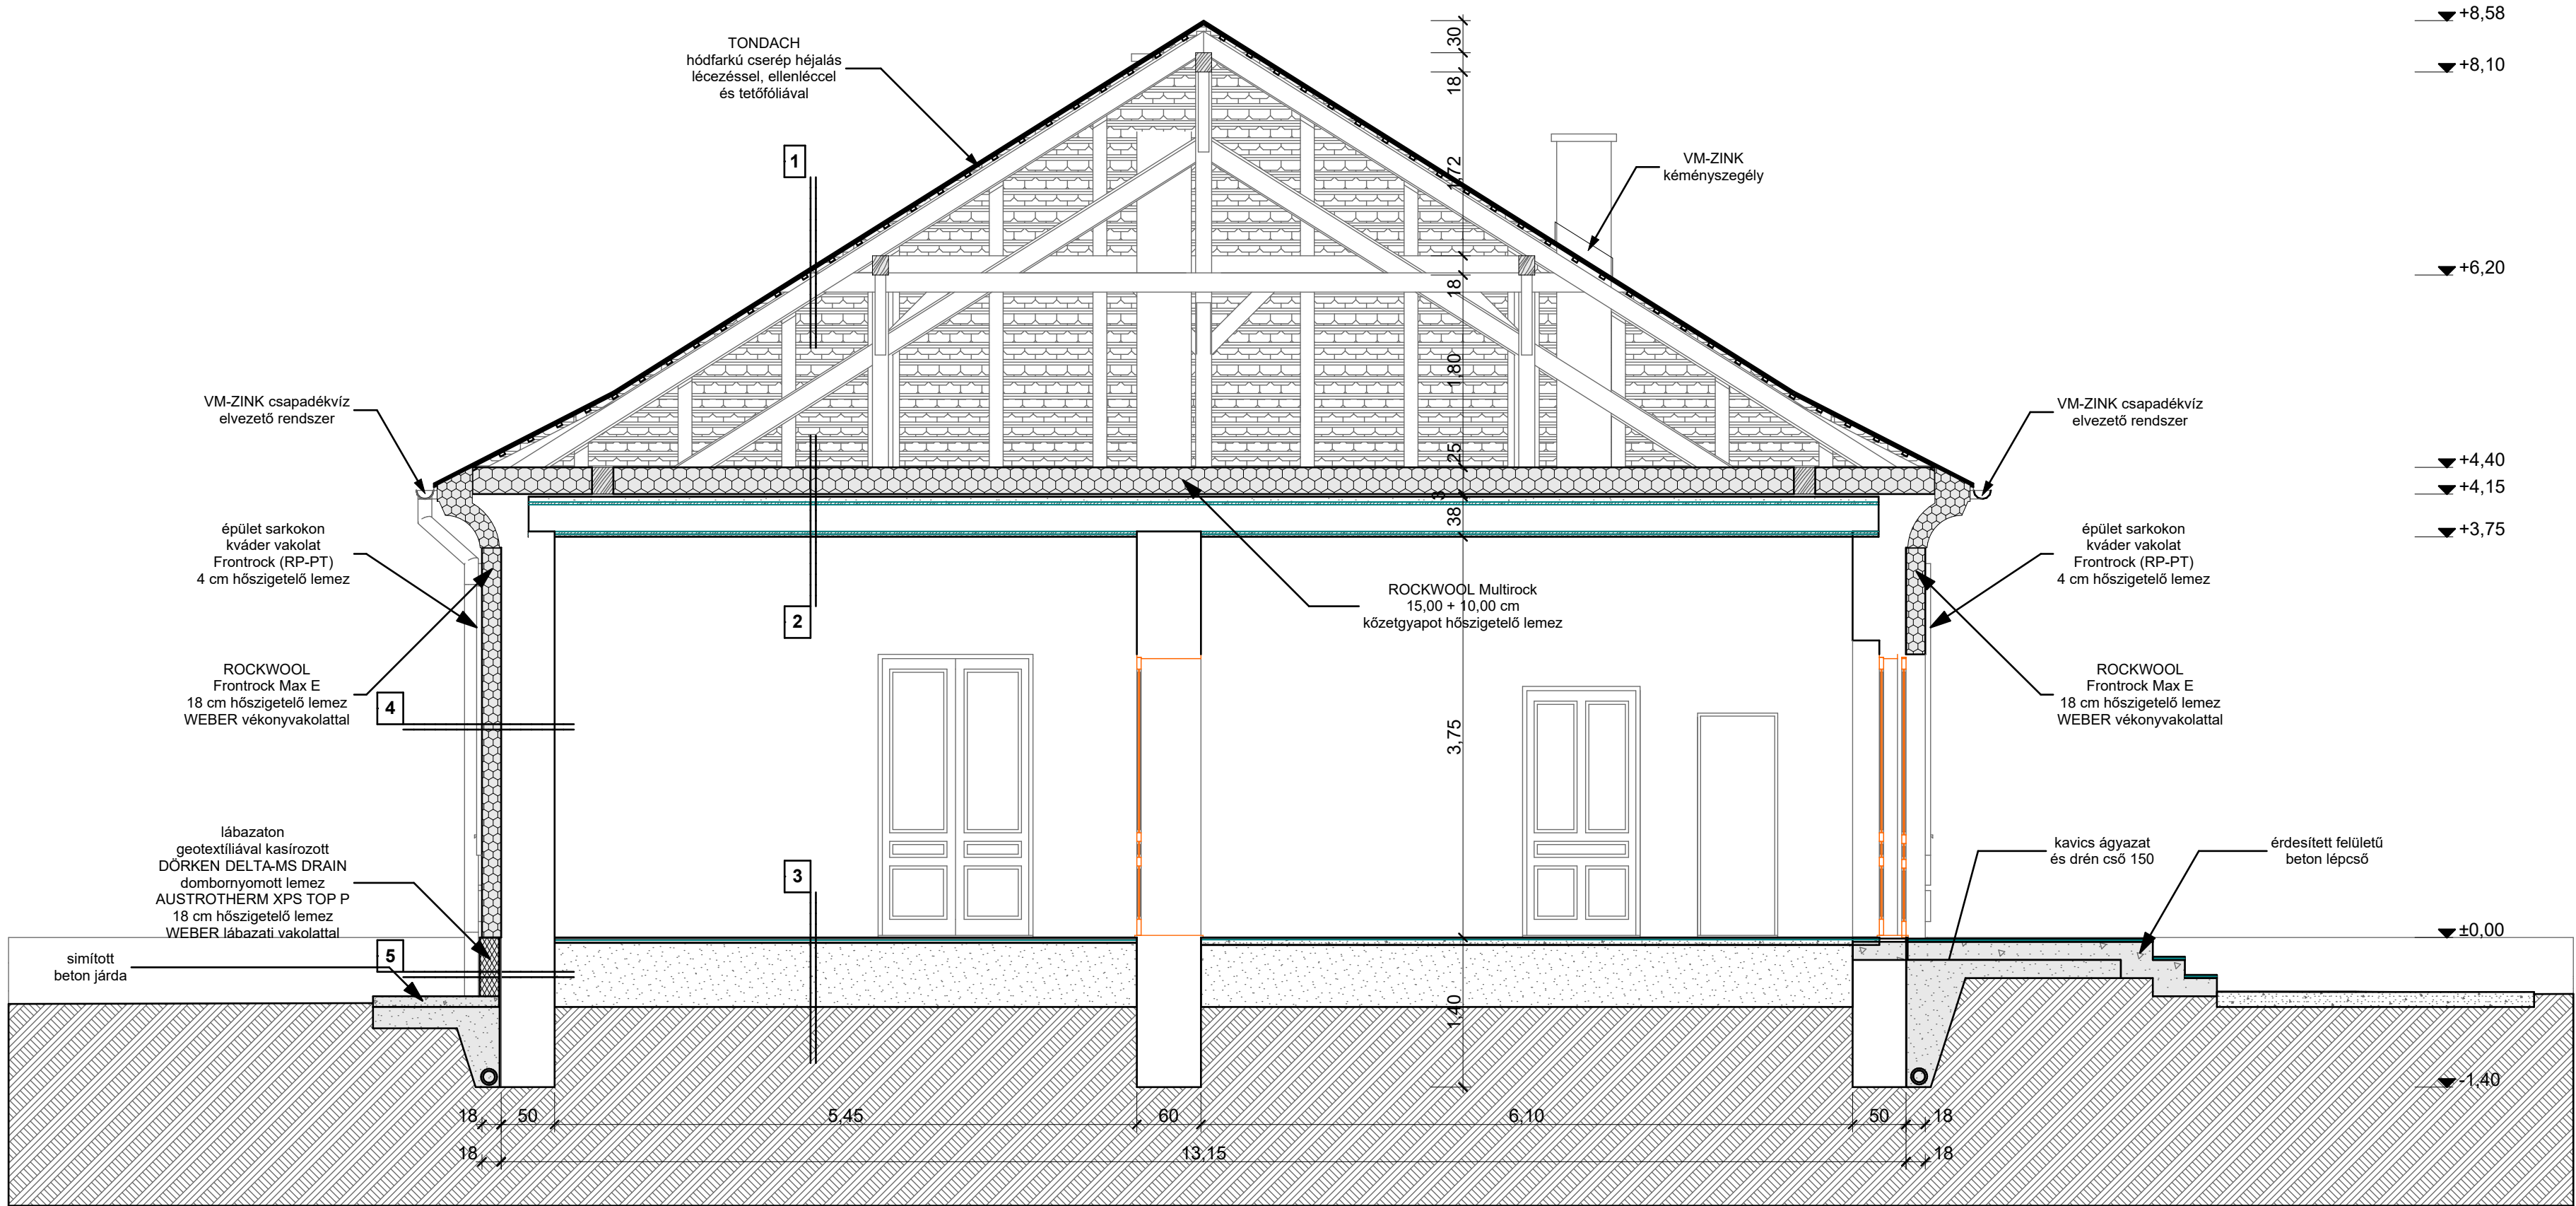 TONDACH
hódfarkú cserép héjalás
lécezéssel, ellenléccel
és tetőfóliával
1
VM-ZINK
kéményszegély
30
18
1,72
18
1,80
25
3
38
3,75
1,40
+8,58
+8,10
+6,20
+4,40
+4,15
+3,75
±0,00
-1,40
VM-ZINK csapadékvíz
elvezető rendszer
épület sarkokon
kváder vakolat
Frontrock (RP-PT)
4 cm hőszigetelő lemez
ROCKWOOL
Frontrock Max E
18 cm hőszigetelő lemez
WEBER vékonyvakolattal
4
2
ROCKWOOL Multirock
15,00 + 10,00 cm
kőzetgyapot hőszigetelő lemez
VM-ZINK csapadékvíz
elvezető rendszer
épület sarkokon
kváder vakolat
Frontrock (RP-PT)
4 cm hőszigetelő lemez
ROCKWOOL
Frontrock Max E
18 cm hőszigetelő lemez
WEBER vékonyvakolattal
lábazaton
geotextíliával kasírozott
DÖRKEN DELTA-MS DRAIN
dombornyomott lemez
AUSTROTHERM XPS TOP P
18 cm hőszigetelő lemez
WEBER lábazati vakolattal
3
kavics ágyazat
és drén cső 150
érdesített felületű
beton lépcső
simított
beton járda
5
18 50 5,45 60 6,10 50 18
18 13,15 18